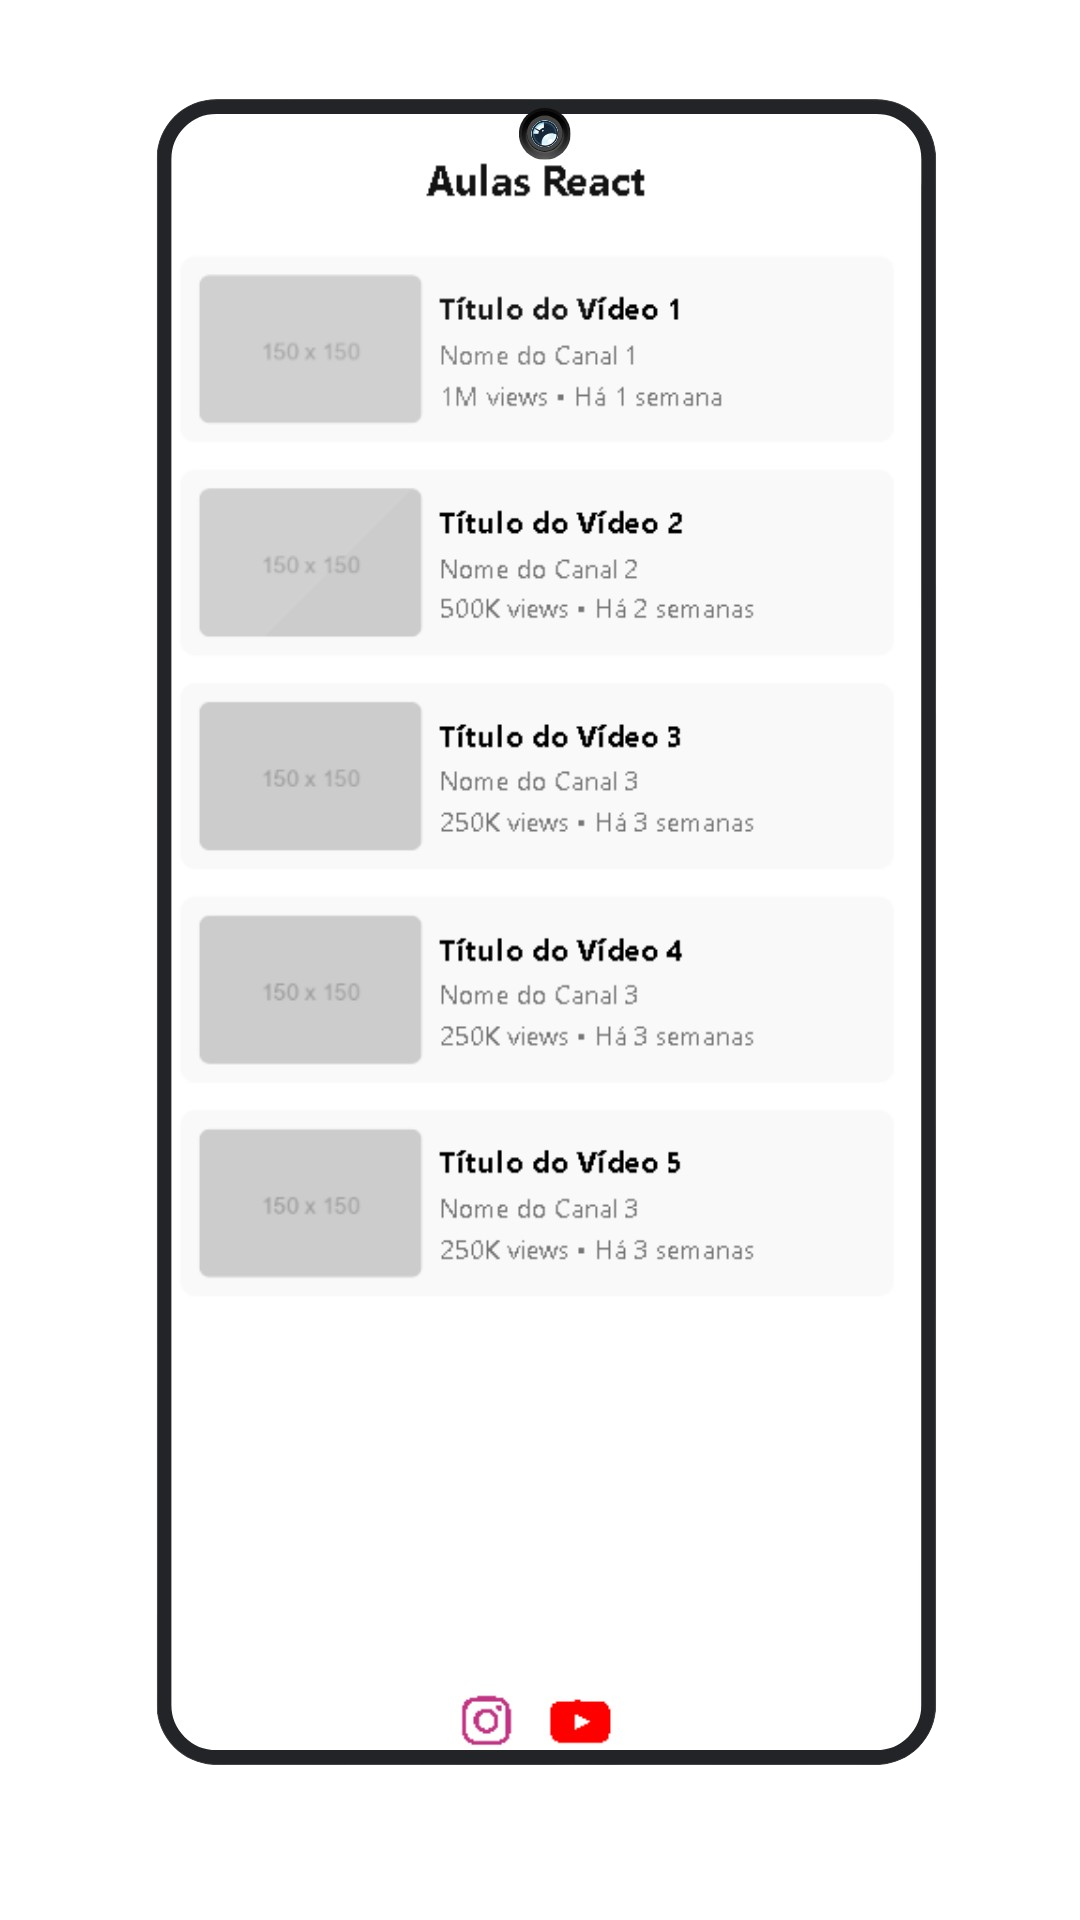 Aulas React
150 x 150
Título do Vídeo 1
Nome do Canal 1
1M views • Há 1 semana
150 x 150
Título do Vídeo 2
Nome do Canal 2
500K views • Há 2 semanas
150 x 150
Título do Vídeo 3
Nome do Canal 3
250K views • Há 3 semanas
150 x 150
Título do Vídeo 4
Nome do Canal 3
250K views • Há 3 semanas
150 x 150
Título do Vídeo 5
Nome do Canal 3
250K views • Há 3 semanas